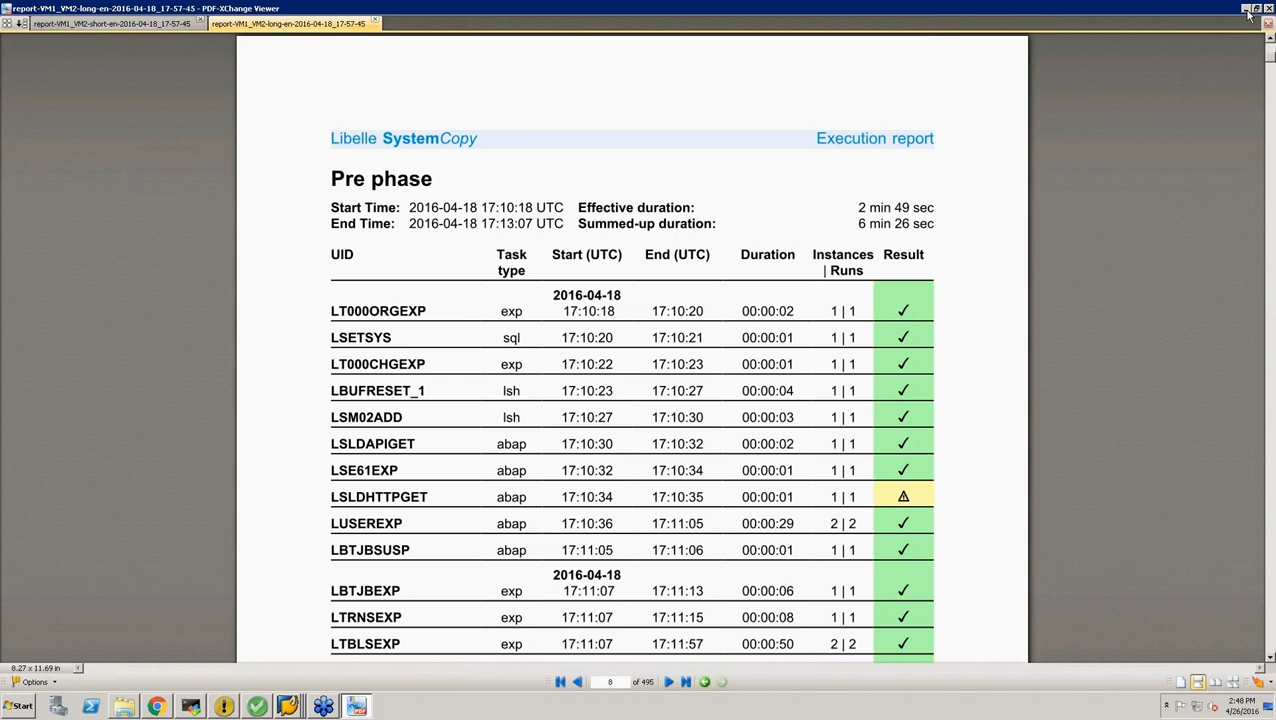 report-VM1_VM2-long-en-2016-04-18_17-57-45 - PDF-XChange Viewer
report-VM1_VM2-short-en-2016-04-18_17-57-45
report-VM1_VM2-long-en-2016-04-18_17-57-45
Libelle SystemCopy Execution report
Pre phase
Start Time: 2016-04-18 17:10:18 UTC Effective duration: 2 min 49 sec
End Time: 2016-04-18 17:13:07 UTC Summed-up duration: 6 min 26 sec
UID Task type Start (UTC) End (UTC) Duration Instances | Runs Result
2016-04-18
LT000ORGEXP exp 17:10:18 17:10:20 00:00:02 1 | 1 ✓
LSETSYS sql 17:10:20 17:10:21 00:00:01 1 | 1 ✓
LT000CHGEXP exp 17:10:22 17:10:23 00:00:01 1 | 1 ✓
LBUFRESET_1 lsh 17:10:23 17:10:27 00:00:04 1 | 1 ✓
LSM02ADD lsh 17:10:27 17:10:30 00:00:03 1 | 1 ✓
LSLDAPIGET abap 17:10:30 17:10:32 00:00:02 1 | 1 ✓
LSE61EXP abap 17:10:32 17:10:34 00:00:01 1 | 1 ✓
LSLDHTTPGET abap 17:10:34 17:10:35 00:00:01 1 | 1 ⚠
LUSEREXP abap 17:10:36 17:11:05 00:00:29 2 | 2 ✓
LBTJBSUSP abap 17:11:05 17:11:06 00:00:01 1 | 1 ✓
2016-04-18
LBTJBEXP exp 17:11:07 17:11:13 00:00:06 1 | 1 ✓
LTRNSEXP exp 17:11:07 17:11:15 00:00:08 1 | 1 ✓
LTBLSEXP exp 17:11:07 17:11:57 00:00:50 2 | 2 ✓
8.27 x 11.69 in
Options
8 of 495
Start
2:48 PM
4/26/2016